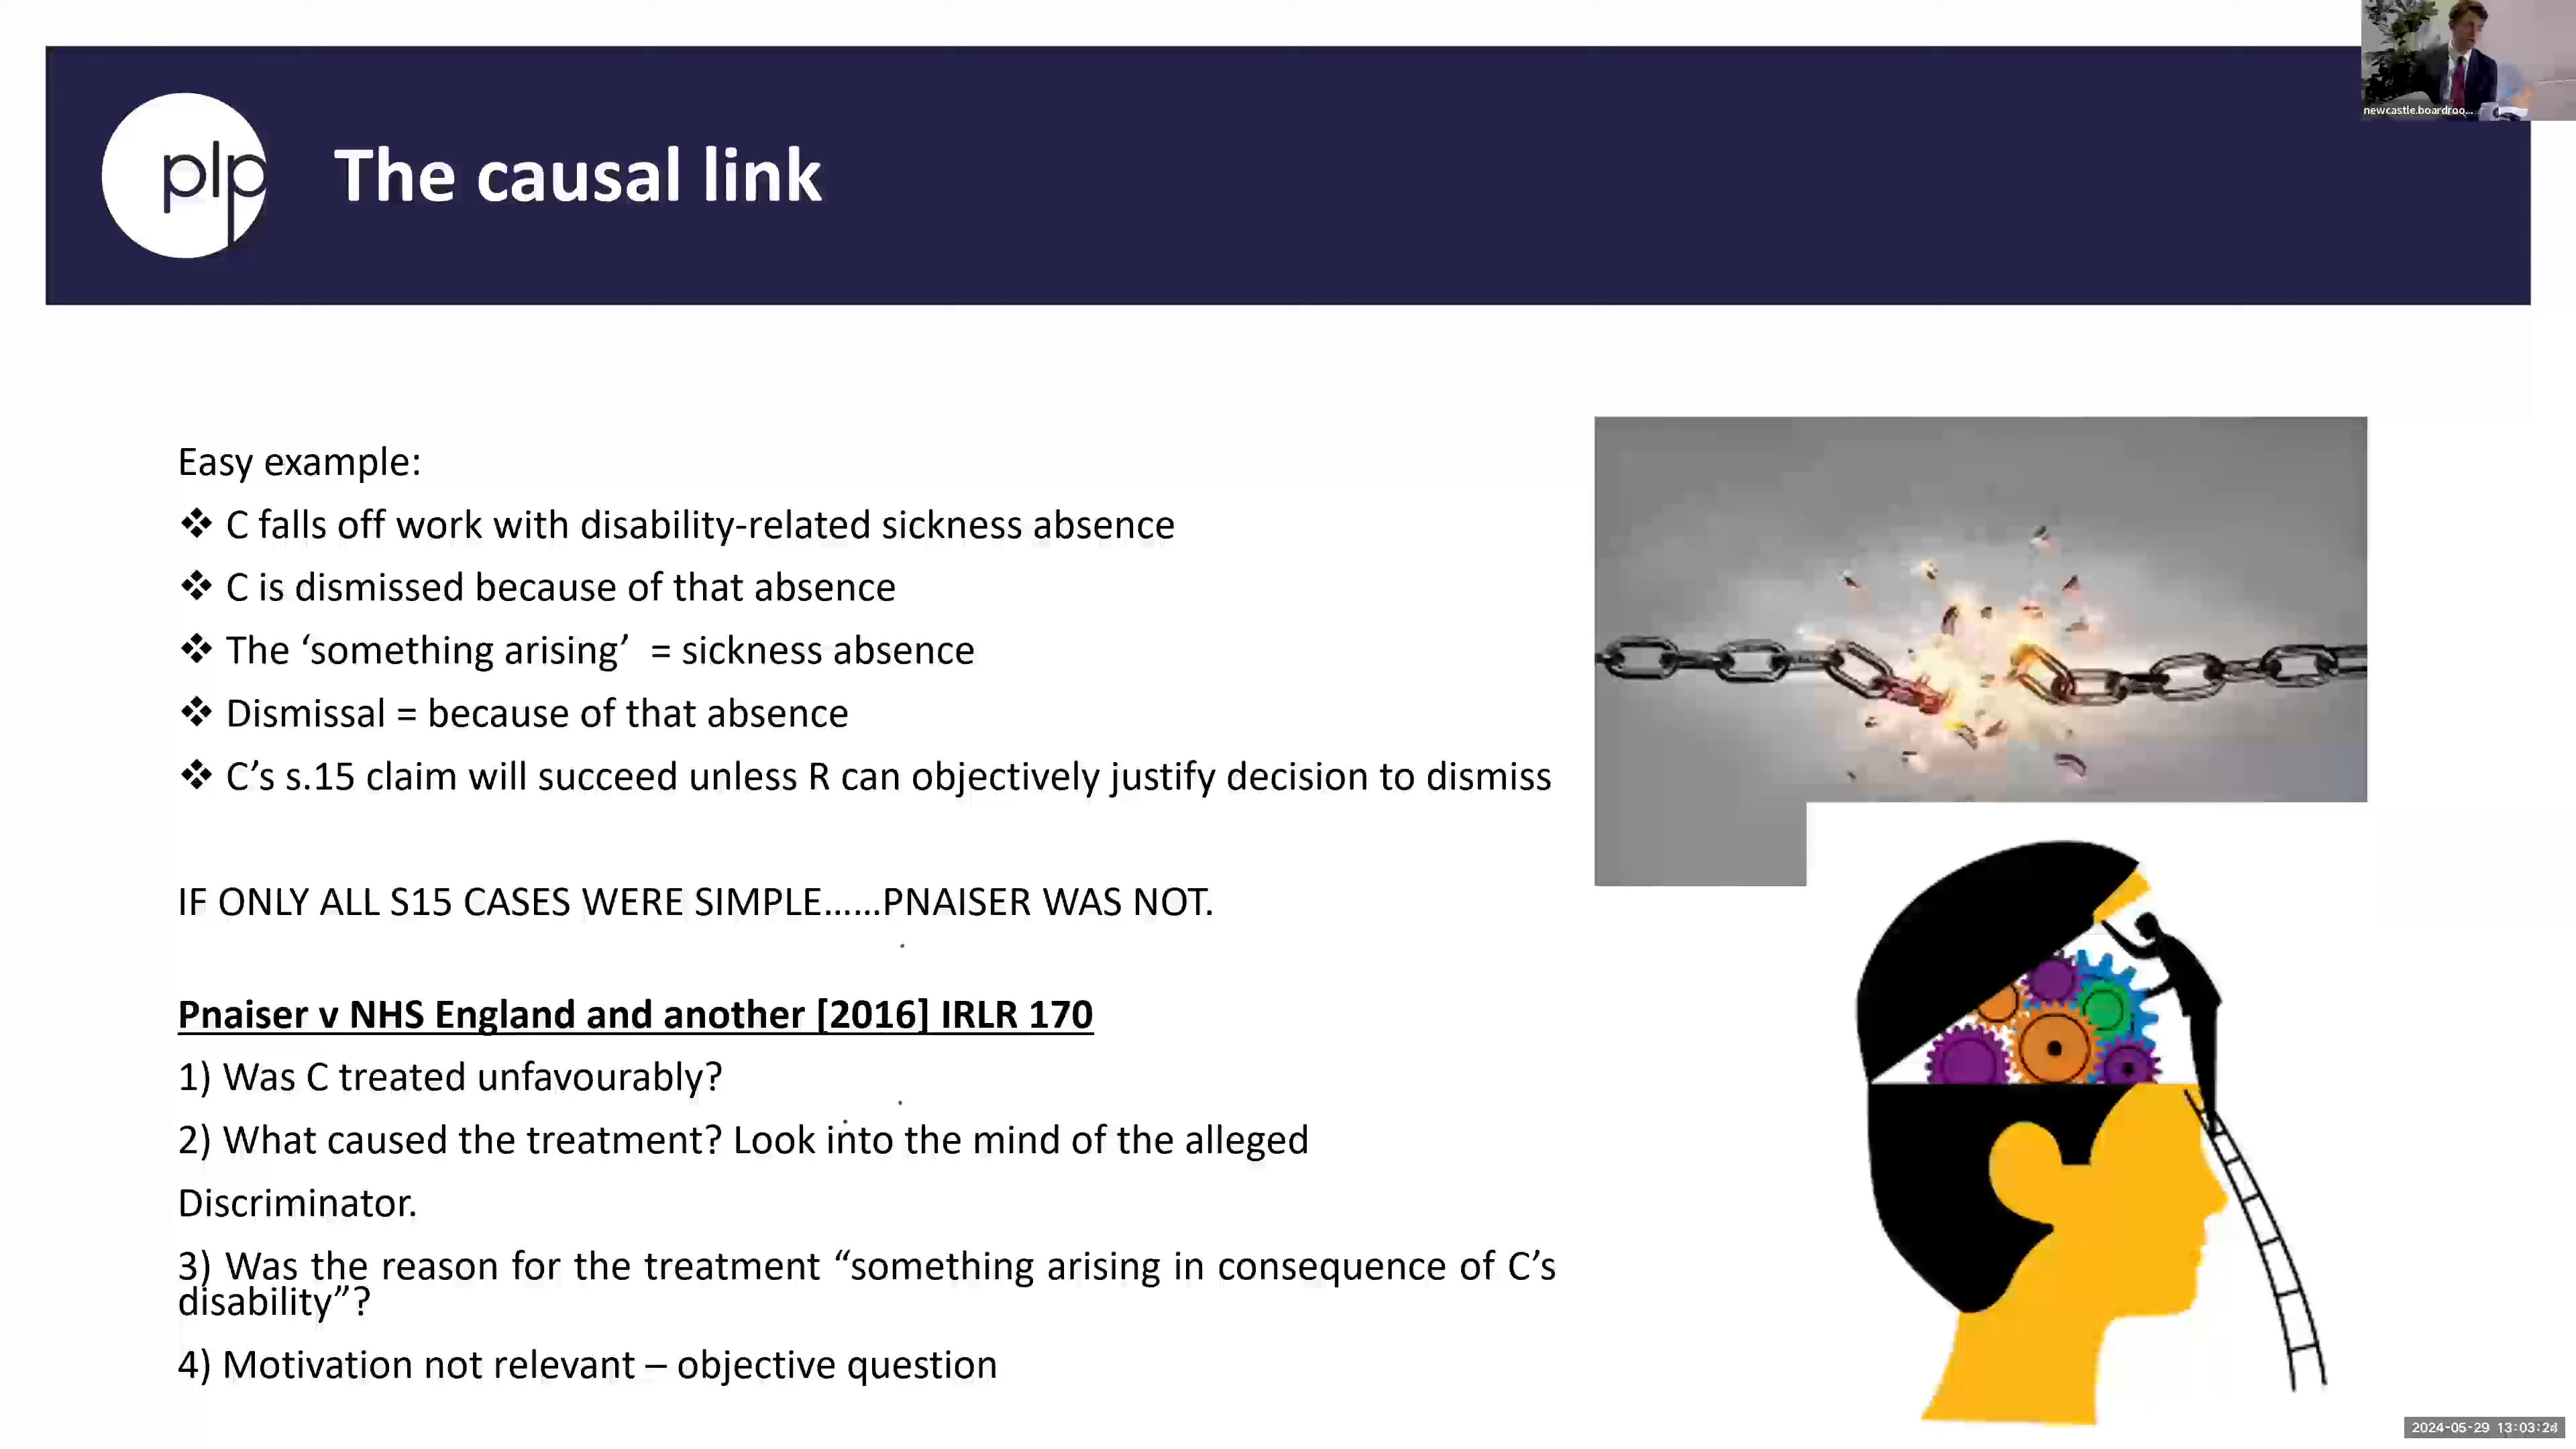 newcastle.boardroo...
plp
The causal link
Easy example:
❖ C falls off work with disability-related sickness absence
❖ C is dismissed because of that absence
❖ The ‘something arising’ = sickness absence
❖ Dismissal = because of that absence
❖ C’s s.15 claim will succeed unless R can objectively justify decision to dismiss
IF ONLY ALL S15 CASES WERE SIMPLE......PNAISER WAS NOT.
Pnaiser v NHS England and another [2016] IRLR 170
1) Was C treated unfavourably?
2) What caused the treatment? Look into the mind of the alleged
Discriminator.
3) Was the reason for the treatment “something arising in consequence of C’s
disability”?
4) Motivation not relevant – objective question
2024-05-29 13:03:28